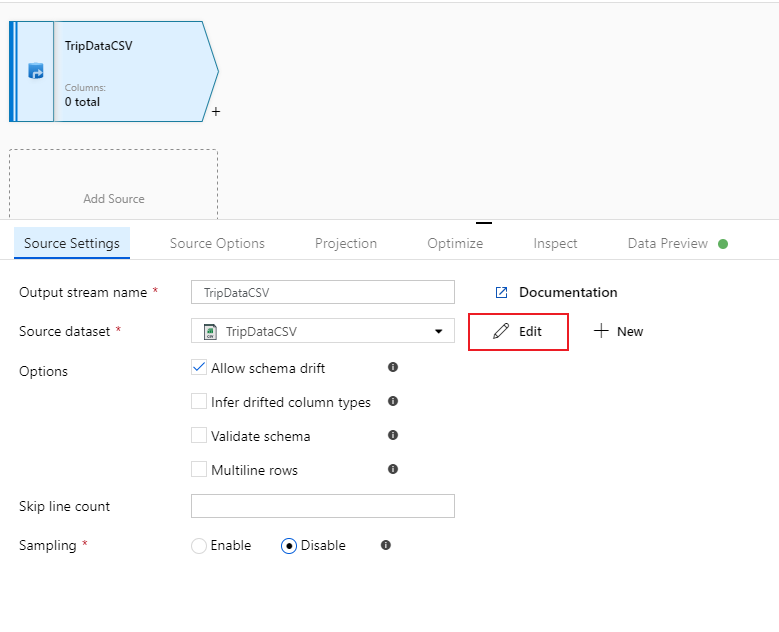 TripDataCSV
Columns:
0 total
+
Add Source
Source Settings Source Options Projection Optimize Inspect Data Preview
Output stream name * TripDataCSV Documentation
Source dataset * TripDataCSV Edit + New
Options Allow schema drift
Infer drifted column types
Validate schema
Multiline rows
Skip line count
Sampling * Enable Disable